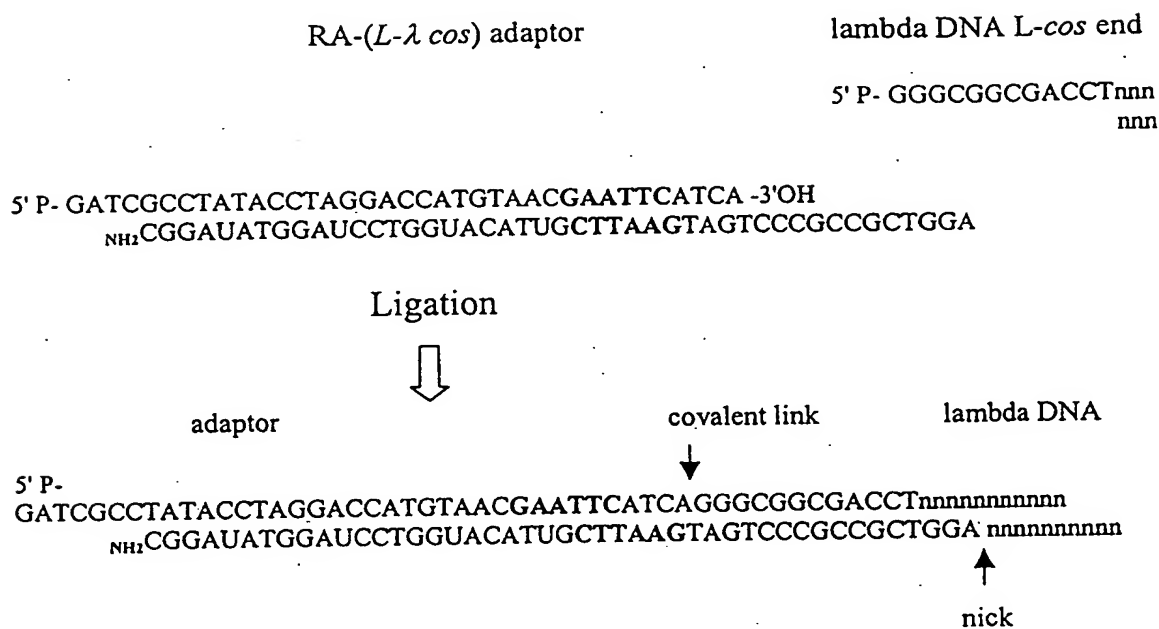 RA-(L-λ cos) adaptor
lambda DNA L-cos end
5' P- GGGCGGCGACCTnnn
nnn
5' P- GATCGCCTATACCTAGGACCATGTAACGAATTCATCA -3'OH
NH2CGGAUATGGAUCCTGGUACATUGCTTAAGTAGTCCCGCCGCTGGA
Ligation
adaptor
covalent link
lambda DNA
5' P-
GATCGCCTATACCTAGGACCATGTAACGAATTCATCAGGGCGGCGACCTnnnnnnnnnnn
NH2CGGAUATGGAUCCTGGUACATUGCTTAAGTAGTCCCGCCGCTGGA nnnnnnnnnn
nick